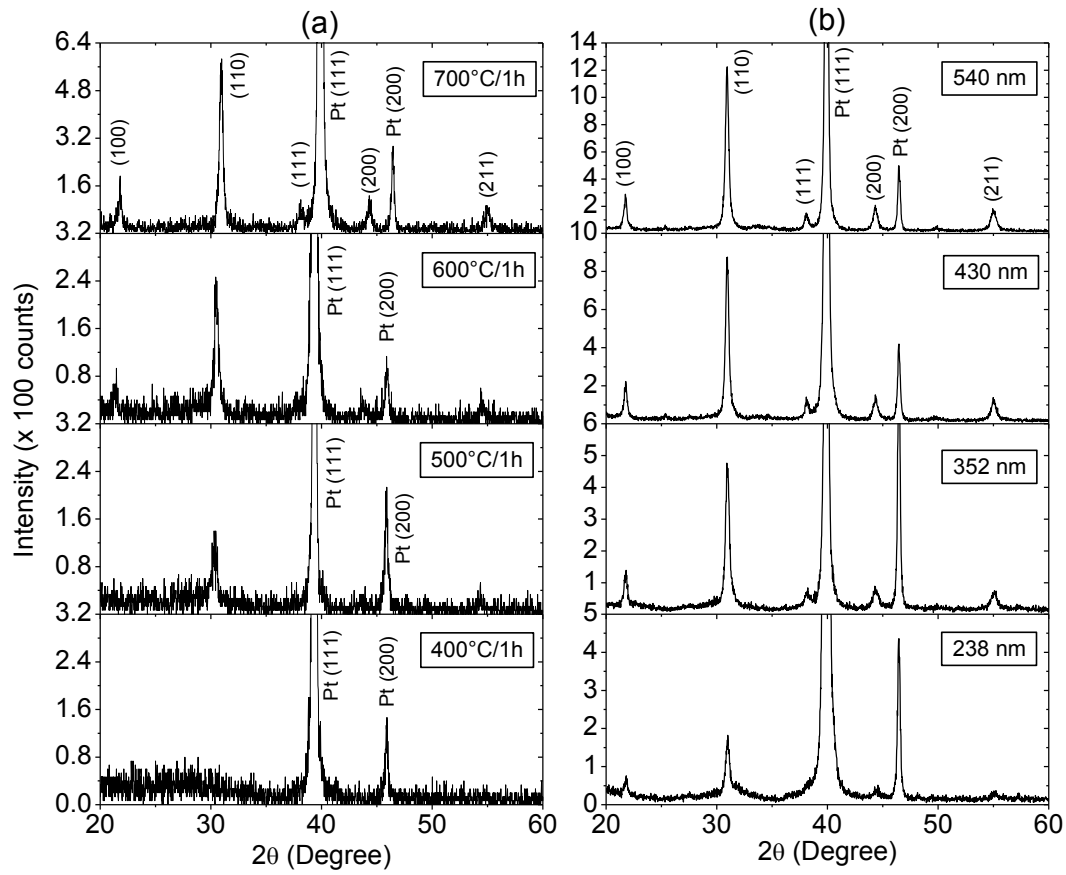 (a)
6.4
4.8
3.2
1.6
(100)
(110)
(111)
Pt (111)
(200)
Pt (200)
(211)
700°C/1h
3.2
2.4
1.6
0.8
Pt (111)
Pt (200)
600°C/1h
3.2
2.4
1.6
0.8
Pt (111)
Pt (200)
500°C/1h
3.2
2.4
1.6
0.8
0.0
Pt (111)
Pt (200)
400°C/1h
20 30 40 50 60
2θ (Degree)
Intensity (x 100 counts)
(b)
14
12
10
8
6
4
2
(100)
(110)
(111)
Pt (111)
(200)
Pt (200)
(211)
540 nm
10
8
6
4
2
430 nm
6
5
4
3
2
1
352 nm
5
4
3
2
1
0
238 nm
20 30 40 50 60
2θ (Degree)